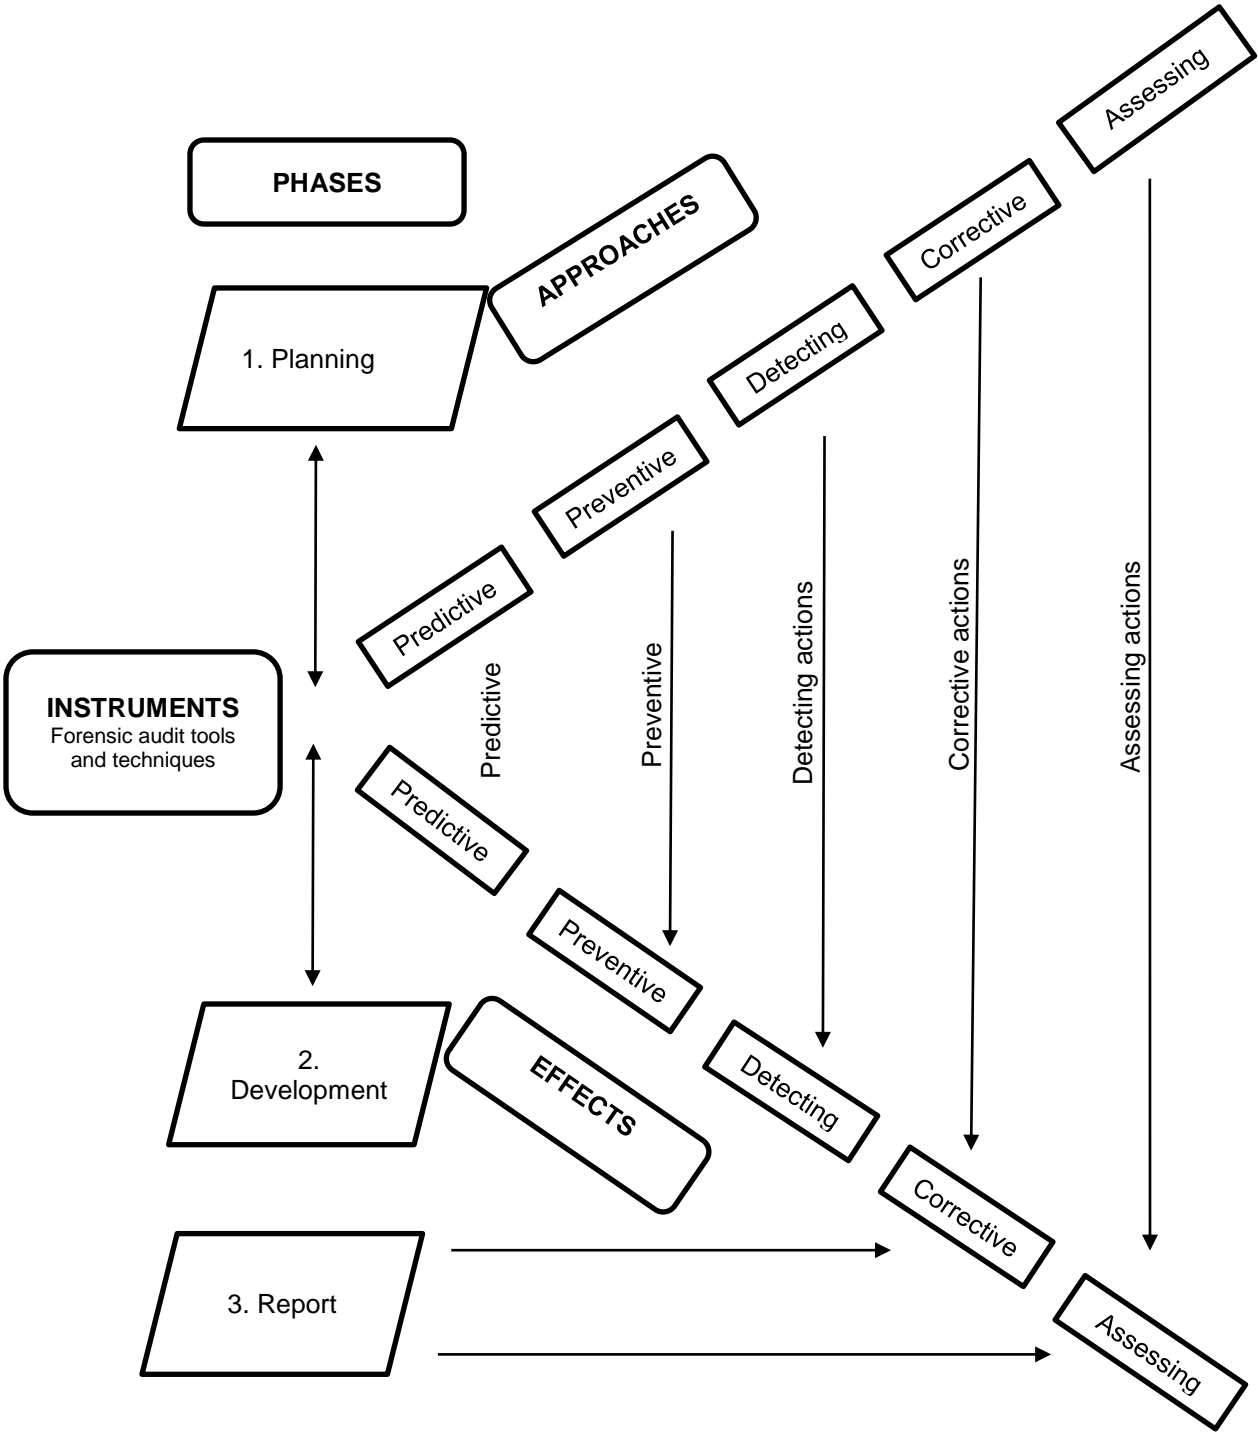 PHASES
APPROACHES
Assessing
Corrective
Detecting
Preventive
Predictive
1. Planning
INSTRUMENTS
Forensic audit tools
and techniques
Predictive
Preventive
Detecting actions
Corrective actions
Assessing actions
Predictive
Preventive
Detecting
Corrective
Assessing
2.
Development
EFFECTS
3. Report